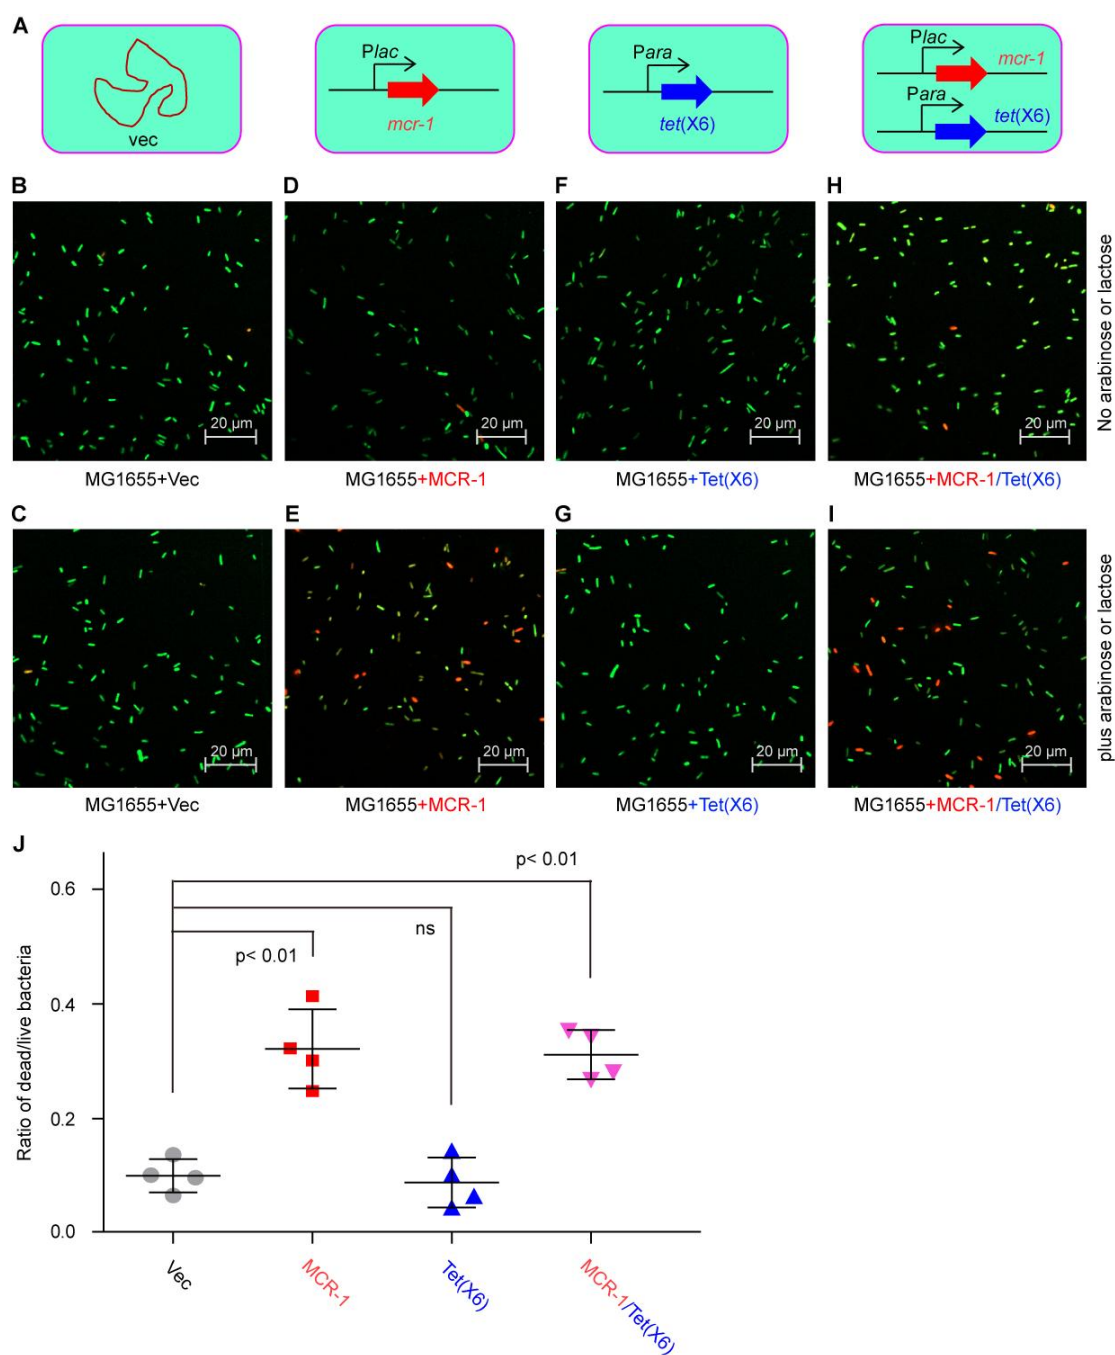 A
vec
Plac
mcr-1
Para
tet(X6)
Plac
mcr-1
Para
tet(X6)
B
D
F
H
20 µm
20 µm
20 µm
20 µm
No arabinose or lactose
MG1655+Vec
MG1655+MCR-1
MG1655+Tet(X6)
MG1655+MCR-1/Tet(X6)
C
E
G
I
20 µm
20 µm
20 µm
20 µm
plus arabinose or lactose
MG1655+Vec
MG1655+MCR-1
MG1655+Tet(X6)
MG1655+MCR-1/Tet(X6)
J
Ratio of dead/live bacteria
0.6
0.4
0.2
0.0
p< 0.01
ns
p< 0.01
Vec
MCR-1
Tet(X6)
MCR-1/Tet(X6)